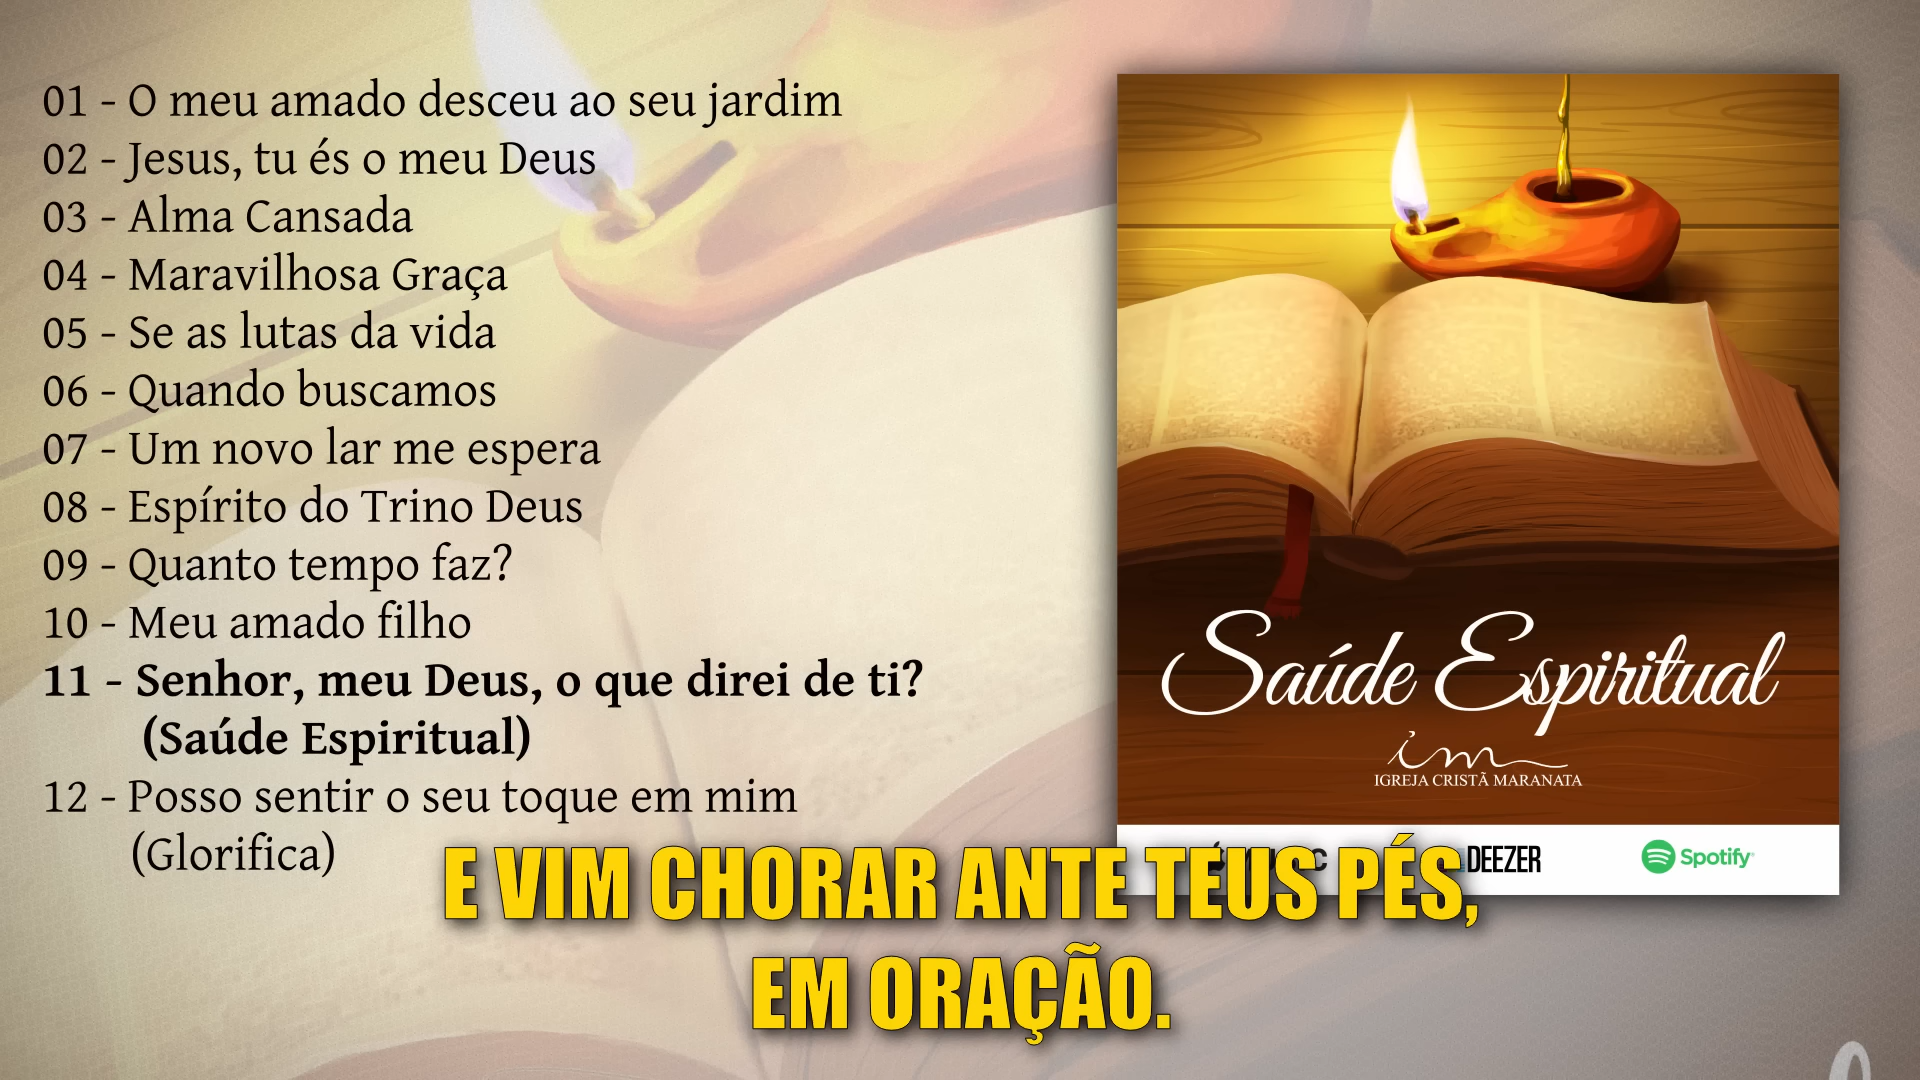 01 - O meu amado desceu ao seu jardim
02 - Jesus, tu és o meu Deus
03 - Alma Cansada
04 - Maravilhosa Graça
05 - Se as lutas da vida
06 - Quando buscamos
07 - Um novo lar me espera
08 - Espírito do Trino Deus
09 - Quanto tempo faz?
10 - Meu amado filho
11 - Senhor, meu Deus, o que direi de ti?
(Saúde Espiritual)
12 - Posso sentir o seu toque em mim
(Glorifica)
Saúde Espiritual
im
IGREJA CRISTÃ MARANATA
DEEZER
Spotify
E VIM CHORAR ANTE TEUS PÉS,
EM ORAÇÃO.